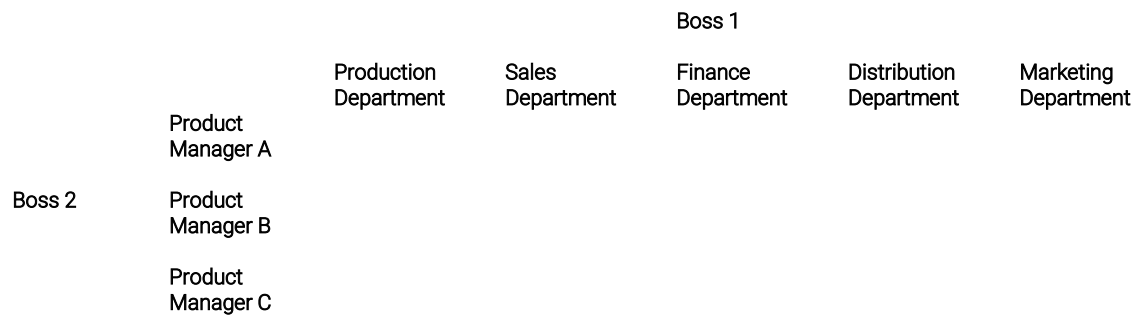 Boss 1
Production Department
Sales Department
Finance Department
Distribution Department
Marketing Department
Product Manager A
Boss 2
Product Manager B
Product Manager C